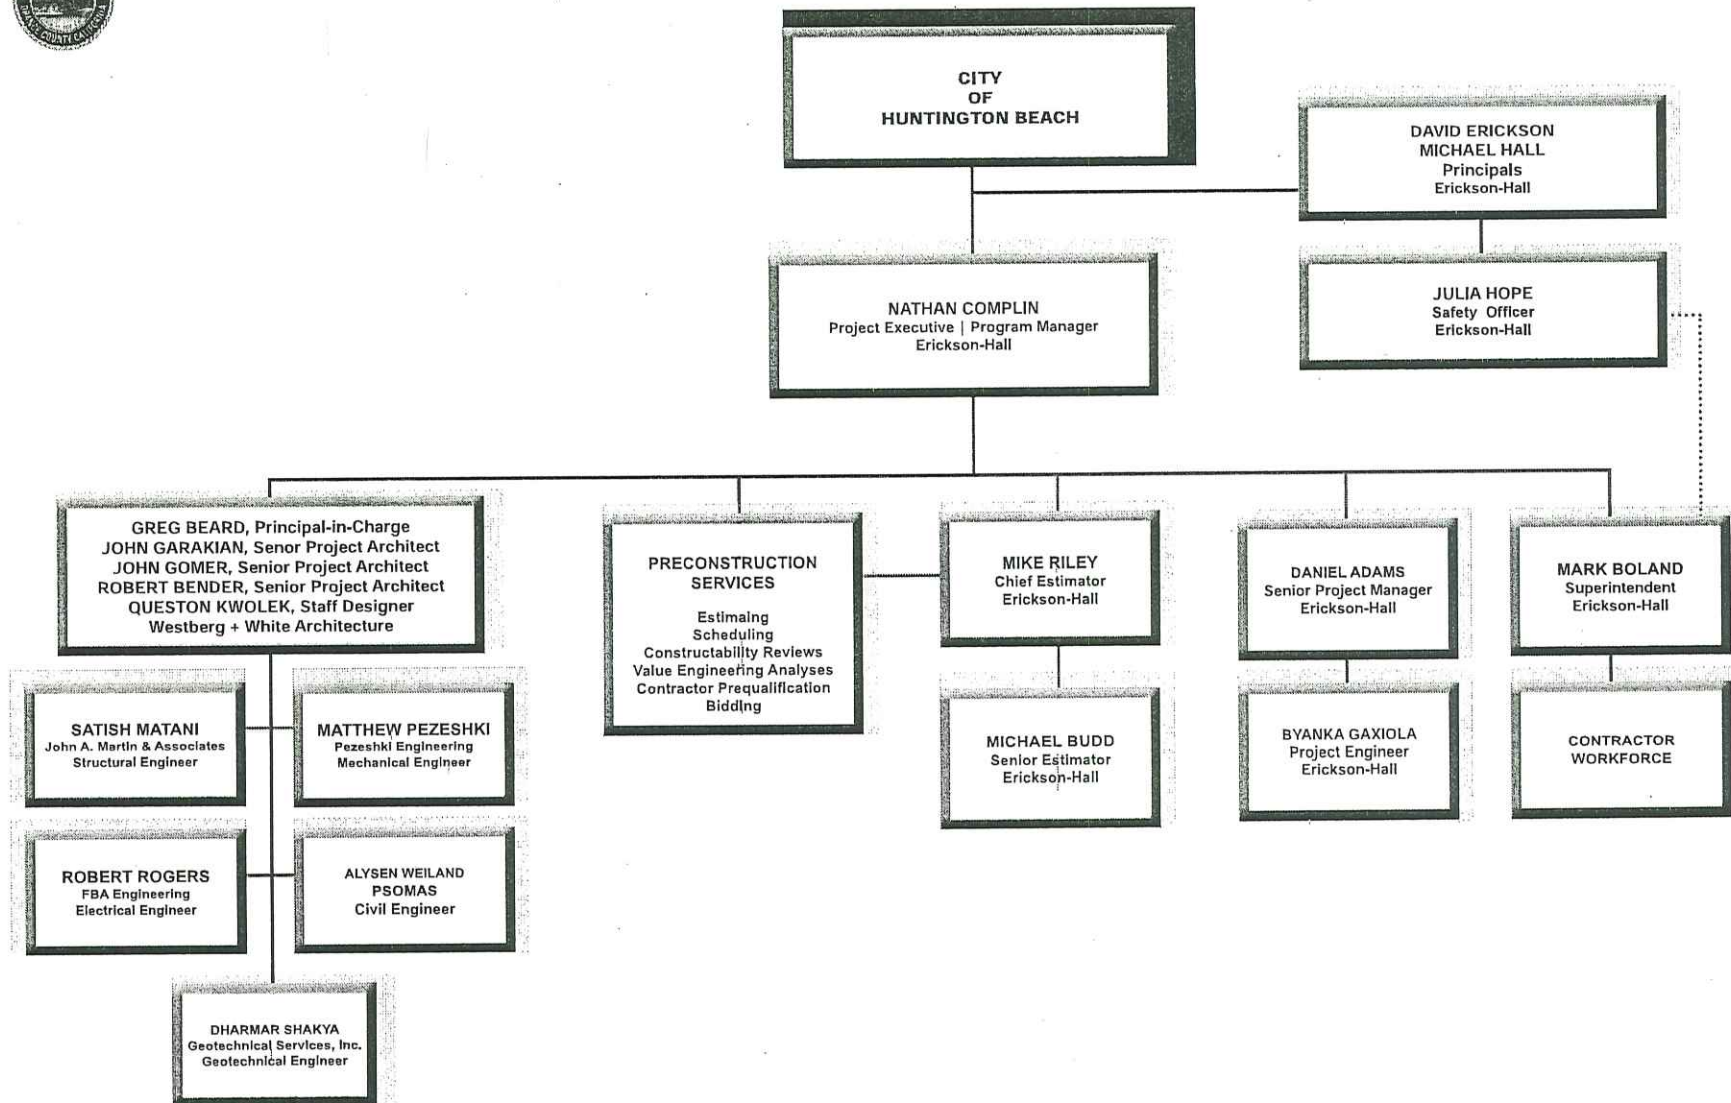 COUNTY CALIFORNIA
CITY
OF
HUNTINGTON BEACH
DAVID ERICKSON
MICHAEL HALL
Principals
Erickson-Hall
NATHAN COMPLIN
Project Executive | Program Manager
Erickson-Hall
JULIA HOPE
Safety Officer
Erickson-Hall
GREG BEARD, Principal-in-Charge
JOHN GARAKIAN, Senor Project Architect
JOHN GOMER, Senior Project Architect
ROBERT BENDER, Senior Project Architect
QUESTON KWOLEK, Staff Designer
Westberg + White Architecture
PRECONSTRUCTION
SERVICES
Estimaing
Scheduling
Constructability Reviews
Value Engineering Analyses
Contractor Prequalification
Bidding
MIKE RILEY
Chief Estimator
Erickson-Hall
DANIEL ADAMS
Senior Project Manager
Erickson-Hall
MARK BOLAND
Superintendent
Erickson-Hall
SATISH MATANI
John A. Martin & Associates
Structural Engineer
MATTHEW PEZESHKI
Pezeshki Engineering
Mechanical Engineer
MICHAEL BUDD
Senior Estimator
Erickson-Hall
BYANKA GAXIOLA
Project Engineer
Erickson-Hall
CONTRACTOR
WORKFORCE
ROBERT ROGERS
FBA Engineering
Electrical Engineer
ALYSEN WEILAND
PSOMAS
Civil Engineer
DHARMAR SHAKYA
Geotechnical Services, Inc.
Geotechnical Engineer